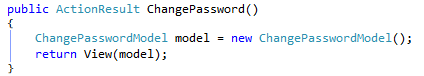 public ActionResult ChangePassword()
{
    ChangePasswordModel model = new ChangePasswordModel();
    return View(model);
}